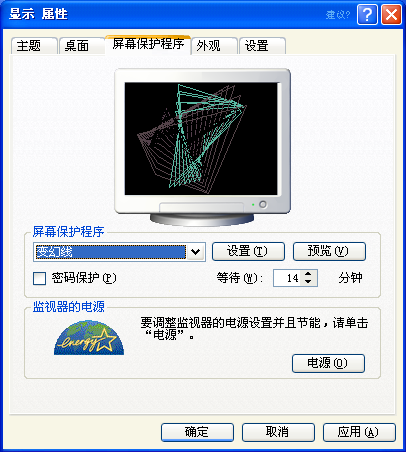 显示 属性
建议?
主题
桌面
屏幕保护程序
外观
设置
屏幕保护程序
变幻线
设置(T)
预览(V)
密码保护(P)
等待(W):
14
分钟
监视器的电源
energy
要调整监视器的电源设置并且节能，请单击
“电源”。
电源(O)
确定
取消
应用(A)